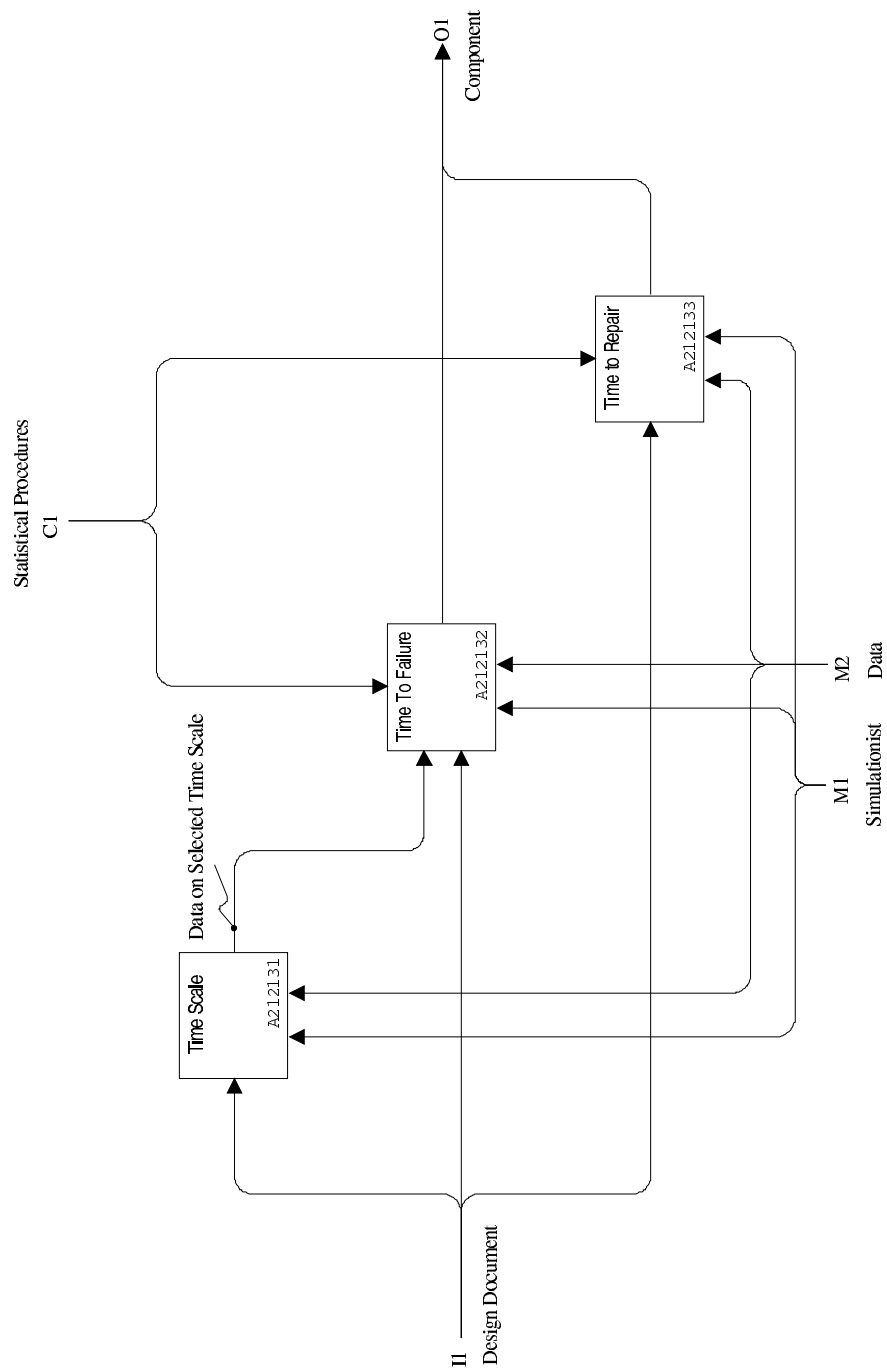 Statistical Procedures
C1
Time Scale
A212131
Data on Selected Time Scale
Time To Failure
A212132
Time to Repair
A212133
I1
Design Document
O1
Component
M1
Simulationist
M2
Data